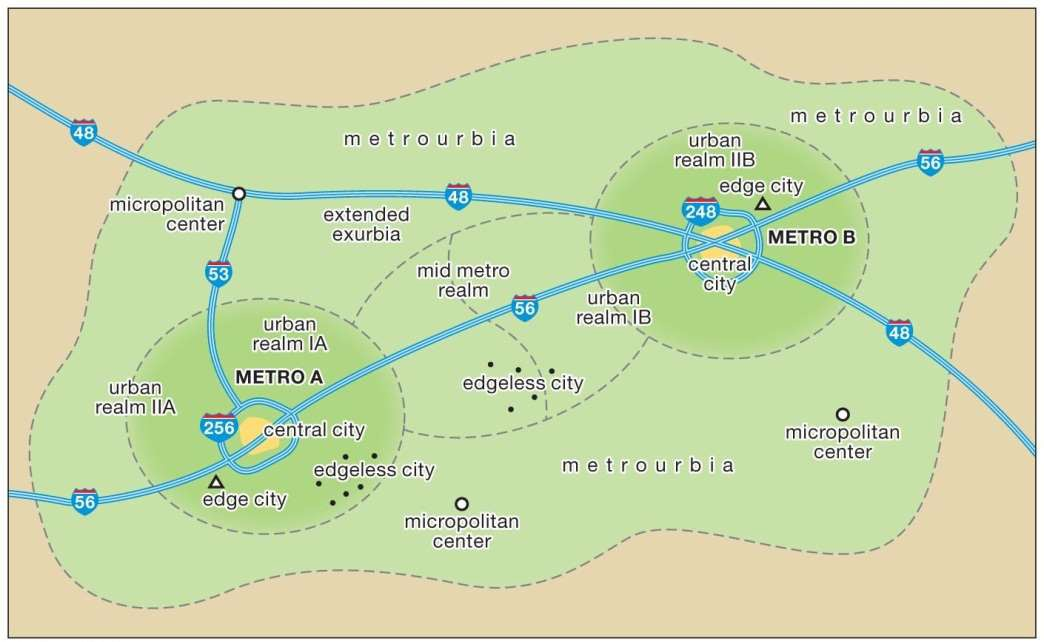 metrourbia
56
48
metrourbia
urban
realm IIB
edge city
48
248
micropolitan
center
extended
exurbia
METRO B
mid metro
realm
central
city
53
56
urban
realm IB
48
urban
realm IA
METRO A
urban
realm IIA
edgeless city
256
central city
micropolitan
center
edgeless city
metrourbia
56
edge city
micropolitan
center